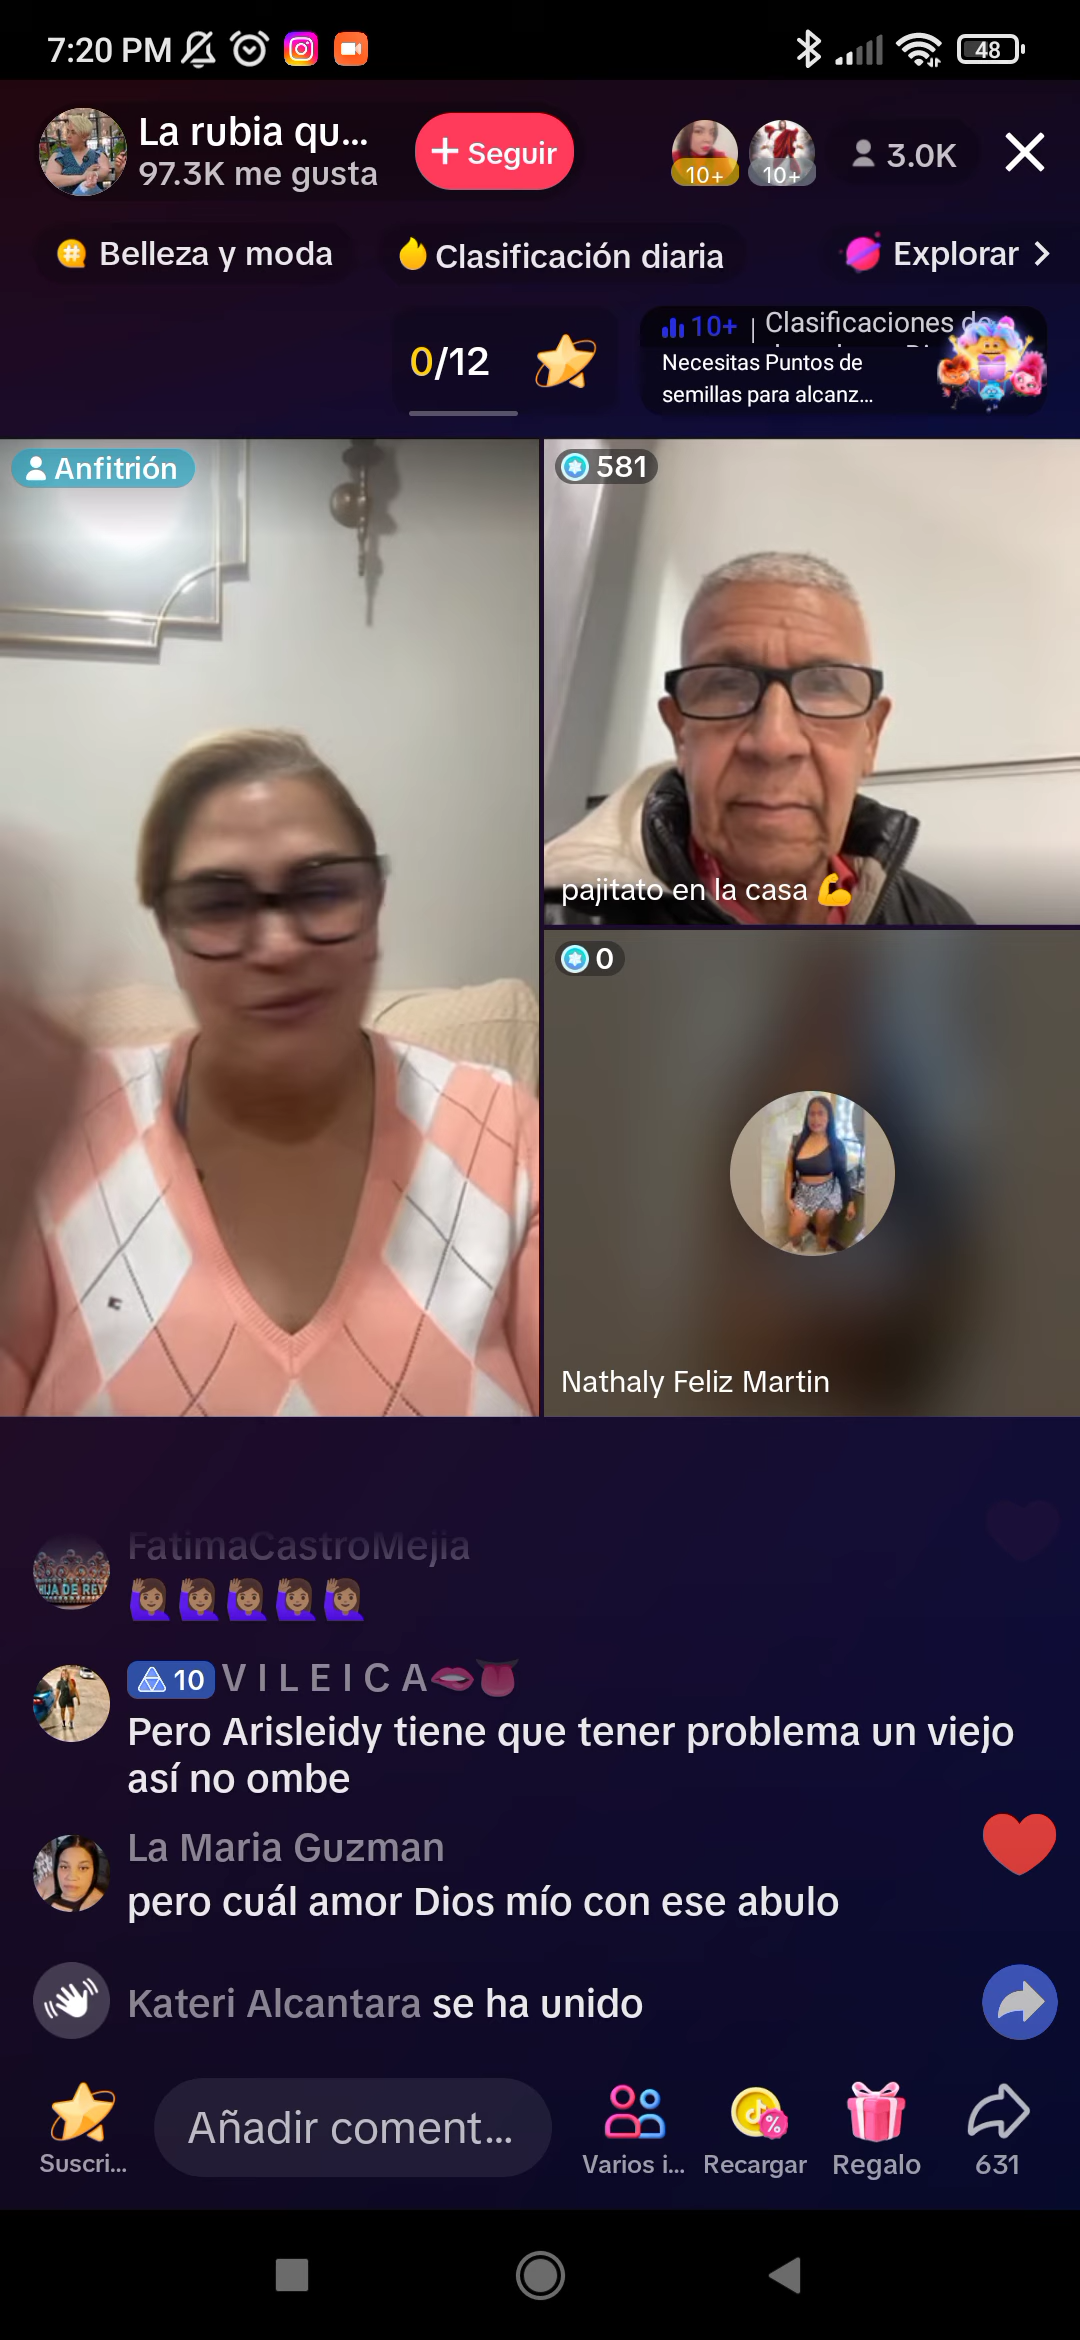 7:20 PM
48
La rubia qu...
97.3K me gusta
+ Seguir
10+
10+
3.0K
Belleza y moda
Clasificación diaria
Explorar >
0/12
10+ | Clasificaciones de
Necesitas Puntos de
semillas para alcanz...
Anfitrión
581
pajitato en la casa 💪
0
Nathaly Feliz Martin
FatimaCastroMejia
🙋🏽‍♀️🙋🏽‍♀️🙋🏽‍♀️🙋🏽‍♀️🙋🏽‍♀️
10 V I L E I C A🫦👅
Pero Arisleidy tiene que tener problema un viejo
así no ombe
La Maria Guzman
pero cuál amor Dios mío con ese abulo
Kateri Alcantara se ha unido
Suscri...
Añadir coment...
Varios i...
Recargar
Regalo
631